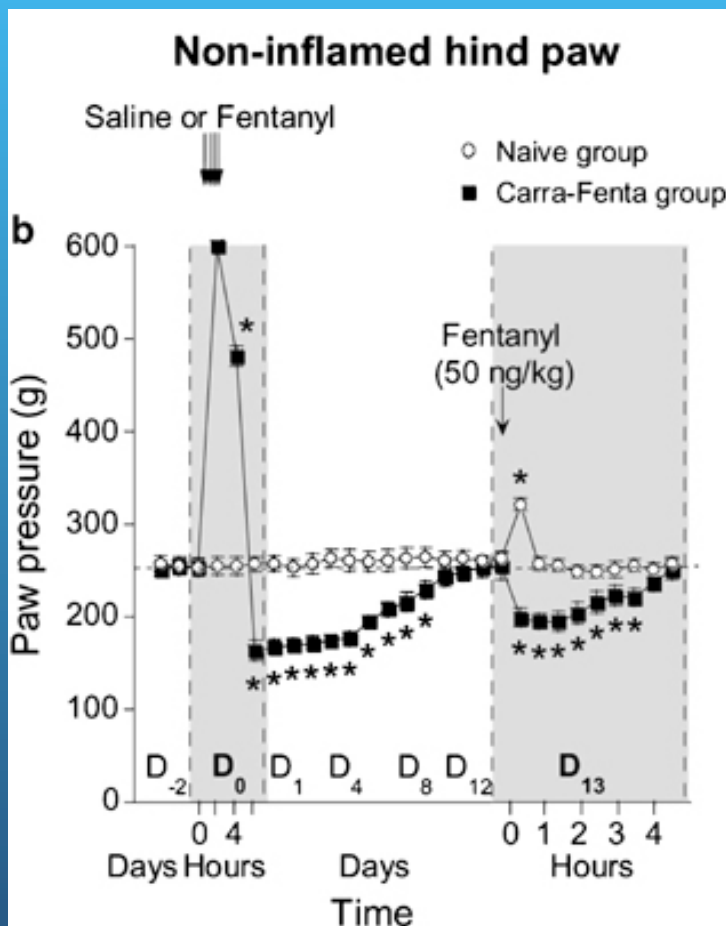 Non-inflamed hind paw
Saline or Fentanyl
Naive group
Carra-Fenta group
b
600
500
400
300
200
100
0
Paw pressure (g)
*
Fentanyl
(50 ng/kg)
*
* * * * * * * * * *
* * * * * *
D-2 D0 D1 D4 D8 D12 D13
0 4 0 1 2 3 4
Days Hours Days Hours
Time